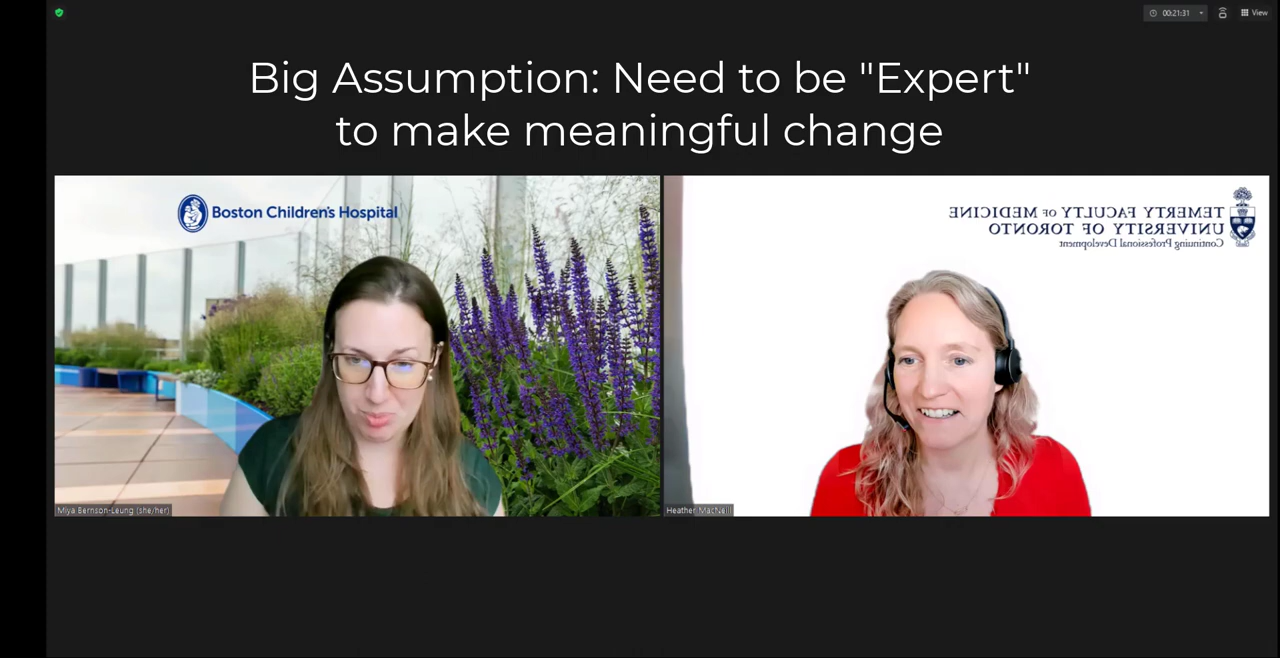 00:21:31
View
Big Assumption: Need to be "Expert"
to make meaningful change
Boston Children's Hospital
TEMERTY FACULTY OF MEDICINE
UNIVERSITY OF TORONTO
Continuing Professional Development
Miya Bernson-Leung (she/her)
Heather MacNeill